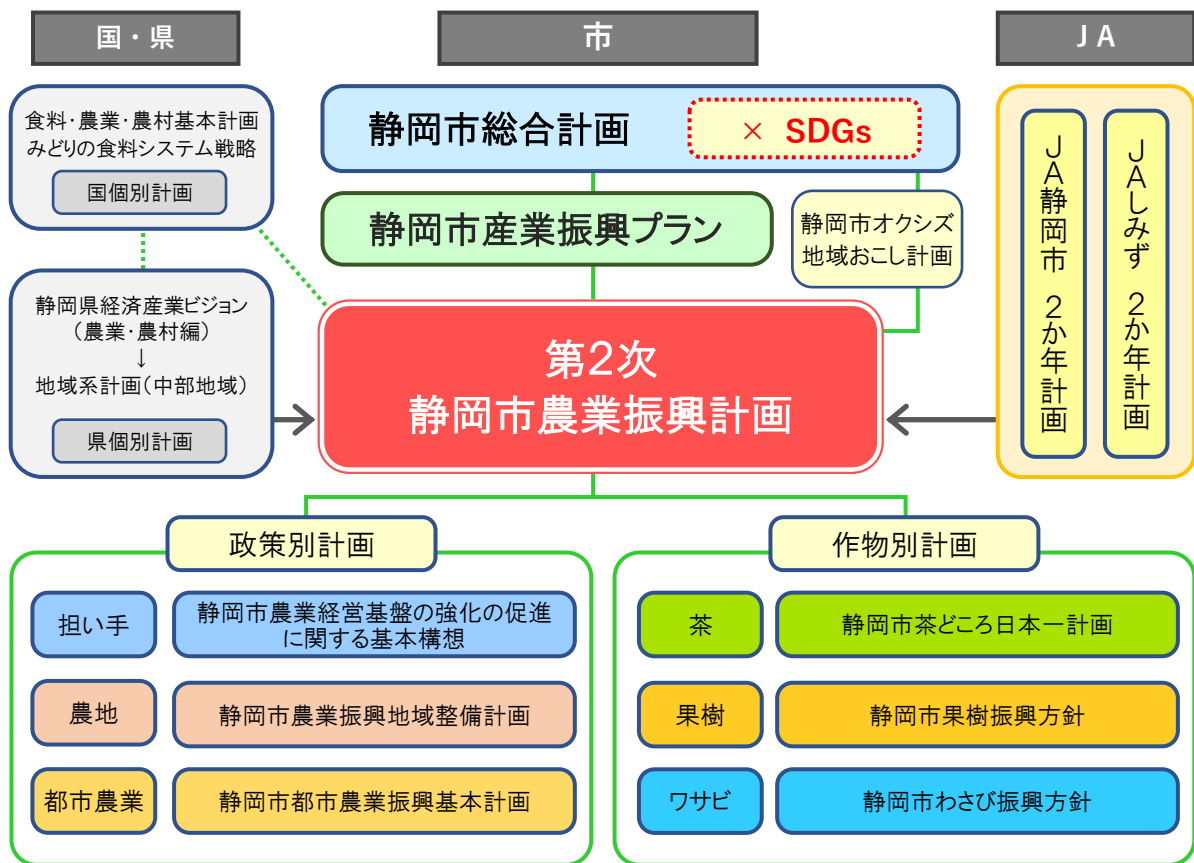 国・県
市
ＪＡ
食料・農業・農村基本計画
みどりの食料システム戦略
国個別計画
静岡県経済産業ビジョン
（農業・農村編）
↓
地域系計画（中部地域）
県個別計画
静岡市総合計画
× SDGs
静岡市産業振興プラン
静岡市オクシズ
地域おこし計画
第2次
静岡市農業振興計画
ＪＡしみず ２か年計画
ＪＡ静岡市 ２か年計画
政策別計画
担い手
静岡市農業経営基盤の強化の促進
に関する基本構想
農地
静岡市農業振興地域整備計画
都市農業
静岡市都市農業振興基本計画
作物別計画
茶
静岡市茶どころ日本一計画
果樹
静岡市果樹振興方針
ワサビ
静岡市わさび振興方針